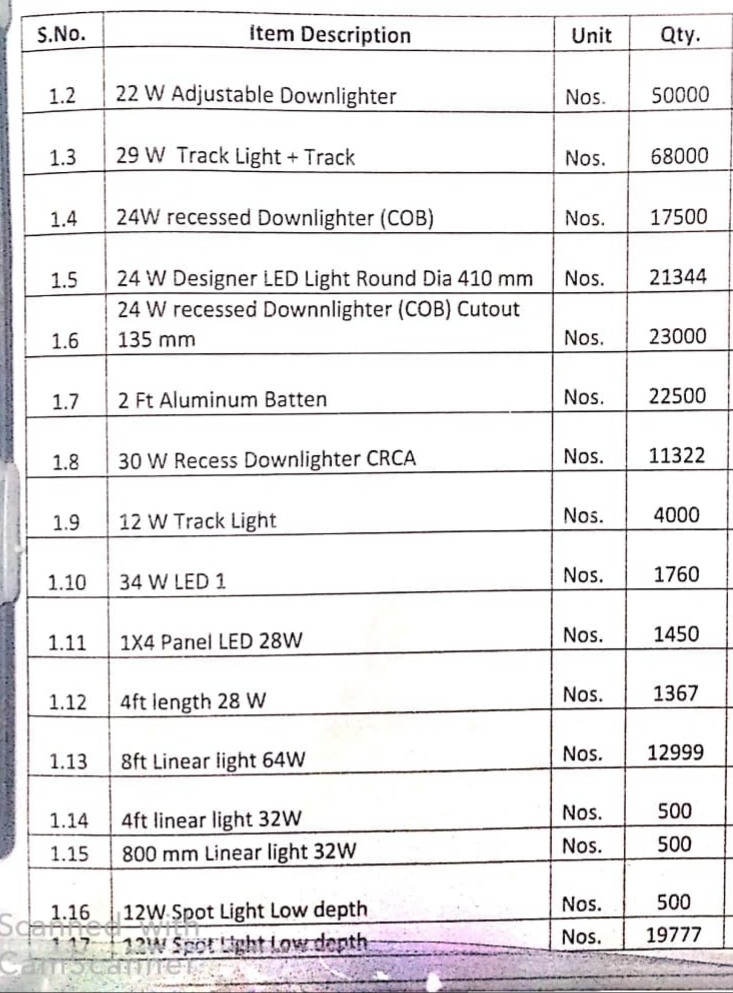 S.No. Item Description Unit Qty.
1.2 22 W Adjustable Downlighter Nos. 50000
1.3 29 W Track Light + Track Nos. 68000
1.4 24W recessed Downlighter (COB) Nos. 17500
1.5 24 W Designer LED Light Round Dia 410 mm Nos. 21344
24 W recessed Downnlighter (COB) Cutout
1.6 135 mm Nos. 23000
1.7 2 Ft Aluminum Batten Nos. 22500
1.8 30 W Recess Downlighter CRCA Nos. 11322
1.9 12 W Track Light Nos. 4000
1.10 34 W LED 1 Nos. 1760
1.11 1X4 Panel LED 28W Nos. 1450
1.12 4ft length 28 W Nos. 1367
1.13 8ft Linear light 64W Nos. 12999
1.14 4ft linear light 32W Nos. 500
1.15 800 mm Linear light 32W Nos. 500
1.16 12W Spot Light Low depth Nos. 500
Scanned with
1.17 12W Spot Light Low depth Nos. 19777
CamScanner